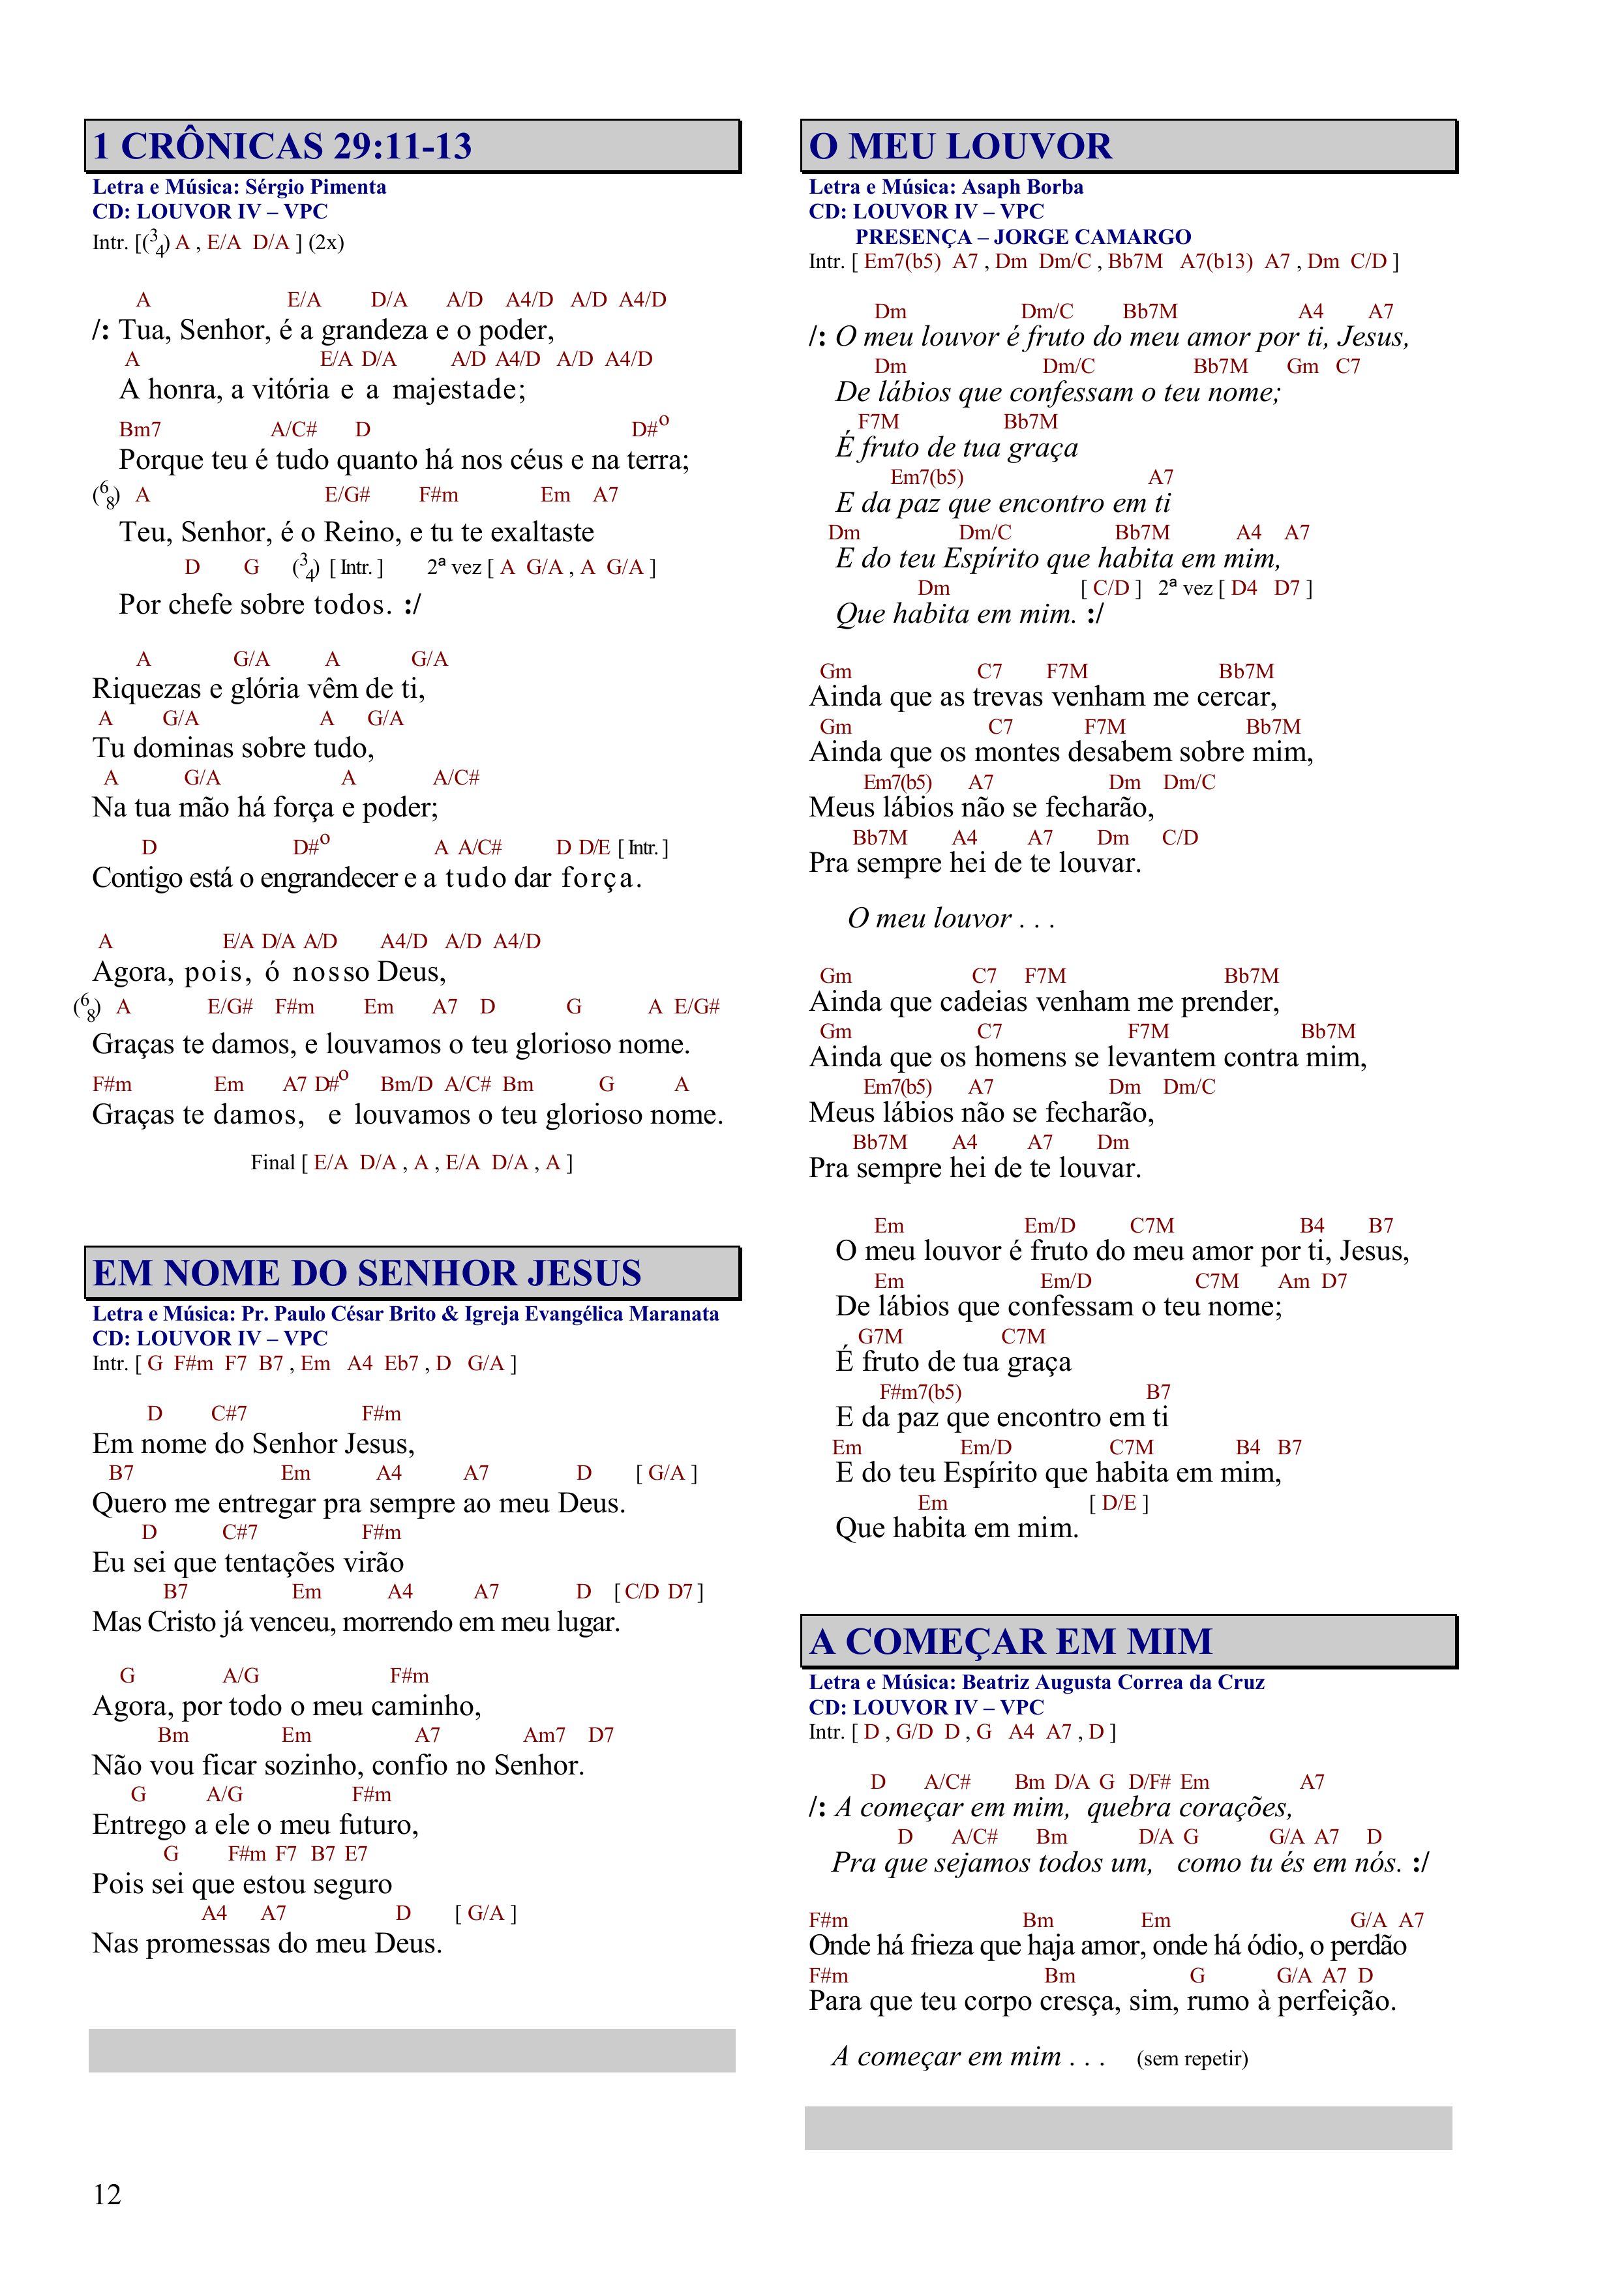 1 CRÔNICAS 29:11-13
Letra e Música: Sérgio Pimenta
CD: LOUVOR IV – VPC
Intr. [(3/4) A , E/A D/A ] (2x)
A E/A D/A A/D A4/D A/D A4/D
/: Tua, Senhor, é a grandeza e o poder,
A E/A D/A A/D A4/D A/D A4/D
A honra, a vitória e a majestade;
Bm7 A/C# D D#º
Porque teu é tudo quanto há nos céus e na terra;
(6/8) A E/G# F#m Em A7
Teu, Senhor, é o Reino, e tu te exaltaste
D G (3/4) [ Intr. ] 2ª vez [ A G/A , A G/A ]
Por chefe sobre todos. :/
A G/A A G/A
Riquezas e glória vêm de ti,
A G/A A G/A
Tu dominas sobre tudo,
A G/A A A/C#
Na tua mão há força e poder;
D D#º A A/C# D D/E [ Intr. ]
Contigo está o engrandecer e a tudo dar força.
A E/A D/A A/D A4/D A/D A4/D
Agora, pois, ó nosso Deus,
(6/8) A E/G# F#m Em A7 D G A E/G#
Graças te damos, e louvamos o teu glorioso nome.
F#m Em A7 D#º Bm/D A/C# Bm G A
Graças te damos, e louvamos o teu glorioso nome.
Final [ E/A D/A , A , E/A D/A , A ]
EM NOME DO SENHOR JESUS
Letra e Música: Pr. Paulo César Brito & Igreja Evangélica Maranata
CD: LOUVOR IV – VPC
Intr. [ G F#m F7 B7 , Em A4 Eb7 , D G/A ]
D C#7 F#m
Em nome do Senhor Jesus,
B7 Em A4 A7 D [ G/A ]
Quero me entregar pra sempre ao meu Deus.
D C#7 F#m
Eu sei que tentações virão
B7 Em A4 A7 D [ C/D D7 ]
Mas Cristo já venceu, morrendo em meu lugar.
G A/G F#m
Agora, por todo o meu caminho,
Bm Em A7 Am7 D7
Não vou ficar sozinho, confio no Senhor.
G A/G F#m
Entrego a ele o meu futuro,
G F#m F7 B7 E7
Pois sei que estou seguro
A4 A7 D [ G/A ]
Nas promessas do meu Deus.
12
O MEU LOUVOR
Letra e Música: Asaph Borba
CD: LOUVOR IV – VPC
PRESENÇA – JORGE CAMARGO
Intr. [ Em7(b5) A7 , Dm Dm/C , Bb7M A7(b13) A7 , Dm C/D ]
Dm Dm/C Bb7M A4 A7
/: O meu louvor é fruto do meu amor por ti, Jesus,
Dm Dm/C Bb7M Gm C7
De lábios que confessam o teu nome;
F7M Bb7M
É fruto de tua graça
Em7(b5) A7
E da paz que encontro em ti
Dm Dm/C Bb7M A4 A7
E do teu Espírito que habita em mim,
Dm [ C/D ] 2ª vez [ D4 D7 ]
Que habita em mim. :/
Gm C7 F7M Bb7M
Ainda que as trevas venham me cercar,
Gm C7 F7M Bb7M
Ainda que os montes desabem sobre mim,
Em7(b5) A7 Dm Dm/C
Meus lábios não se fecharão,
Bb7M A4 A7 Dm C/D
Pra sempre hei de te louvar.
O meu louvor . . .
Gm C7 F7M Bb7M
Ainda que cadeias venham me prender,
Gm C7 F7M Bb7M
Ainda que os homens se levantem contra mim,
Em7(b5) A7 Dm Dm/C
Meus lábios não se fecharão,
Bb7M A4 A7 Dm
Pra sempre hei de te louvar.
Em Em/D C7M B4 B7
O meu louvor é fruto do meu amor por ti, Jesus,
Em Em/D C7M Am D7
De lábios que confessam o teu nome;
G7M C7M
É fruto de tua graça
F#m7(b5) B7
E da paz que encontro em ti
Em Em/D C7M B4 B7
E do teu Espírito que habita em mim,
Em [ D/E ]
Que habita em mim.
A COMEÇAR EM MIM
Letra e Música: Beatriz Augusta Correa da Cruz
CD: LOUVOR IV – VPC
Intr. [ D , G/D D , G A4 A7 , D ]
D A/C# Bm D/A G D/F# Em A7
/: A começar em mim, quebra corações,
D A/C# Bm D/A G G/A A7 D
Pra que sejamos todos um, como tu és em nós. :/
F#m Bm Em G/A A7
Onde há frieza que haja amor, onde há ódio, o perdão
F#m Bm G G/A A7 D
Para que teu corpo cresça, sim, rumo à perfeição.
A começar em mim . . . (sem repetir)